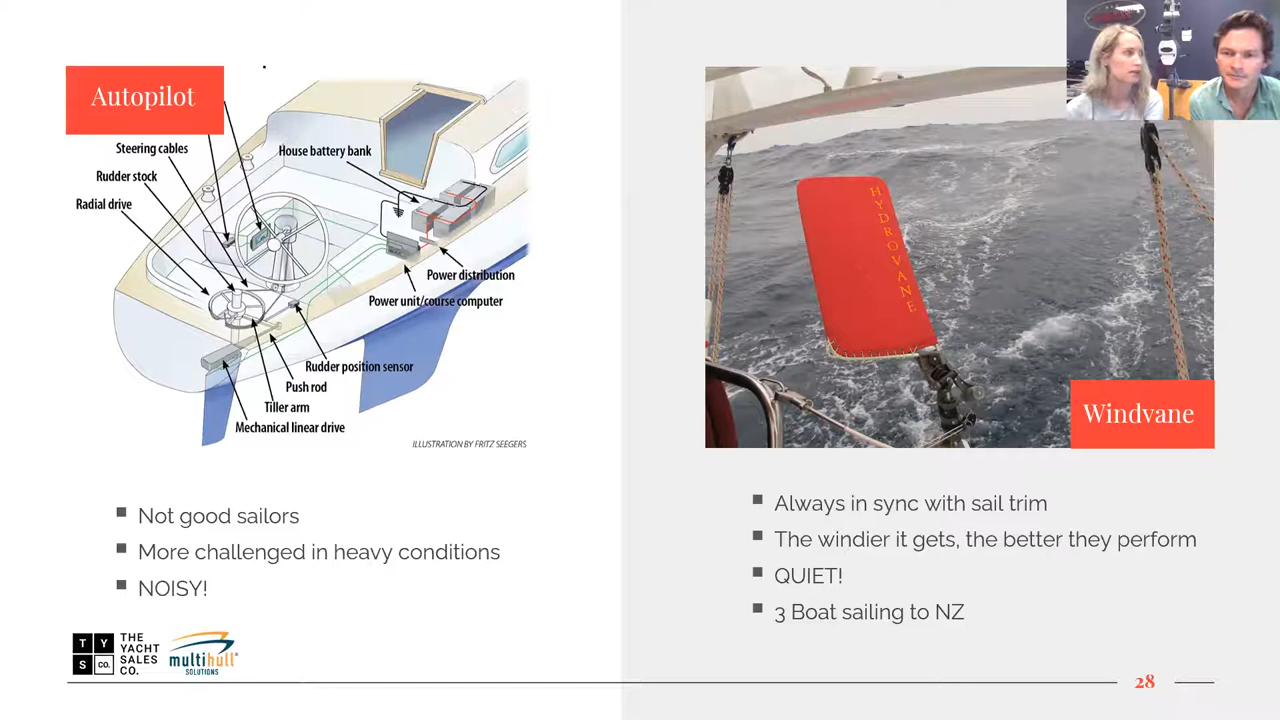 Autopilot
Steering cables
House battery bank
Rudder stock
Radial drive
Power distribution
Power unit/course computer
Rudder position sensor
Push rod
Tiller arm
Mechanical linear drive
ILLUSTRATION BY FRITZ SEEGERS
Not good sailors
More challenged in heavy conditions
NOISY!
HYDROVANE
Windvane
Always in sync with sail trim
The windier it gets, the better they perform
QUIET!
3 Boat sailing to NZ
T Y
S CO.
THE
YACHT
SALES
CO.
multihull
SOLUTIONS
28